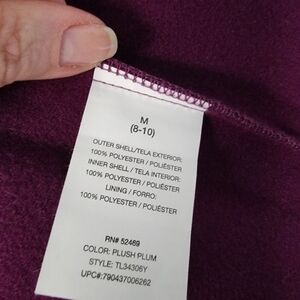 M
(8-10)
OUTER SHELL/TELA EXTERIOR:
100% POLYESTER / POLIÉSTER
INNER SHELL / TELA INTERIOR:
100% POLYESTER / POLIÉSTER
LINING / FORRO:
100% POLYESTER / POLIÉSTER
RN# 52469
COLOR: PLUSH PLUM
STYLE: TL34306Y
UPC#:790437006262